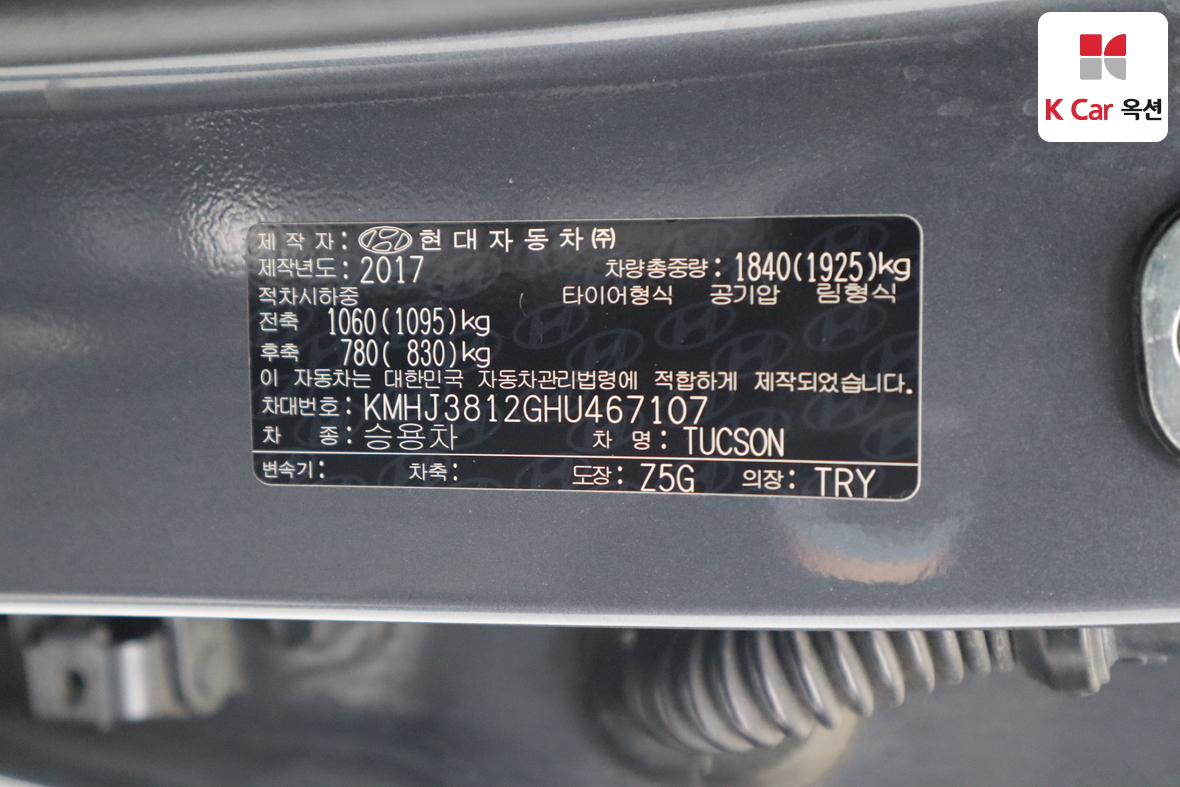 K Car 옥션
제 작 자 : 현 대 자 동 차 ㈜
제작년도 : 2017 차량총중량 : 1840(1925)kg
적차시하중 타이어형식 공기압 림형식
전축 1060(1095)kg
후축 780( 830)kg
이 자동차는 대한민국 자동차관리법령에 적합하게 제작되었습니다.
차대번호 : KMHJ3812GHU467107
차 종 : 승용차 차 명 : TUCSON
변속기 : 차축 : 도장 : Z5G 의장 : TRY